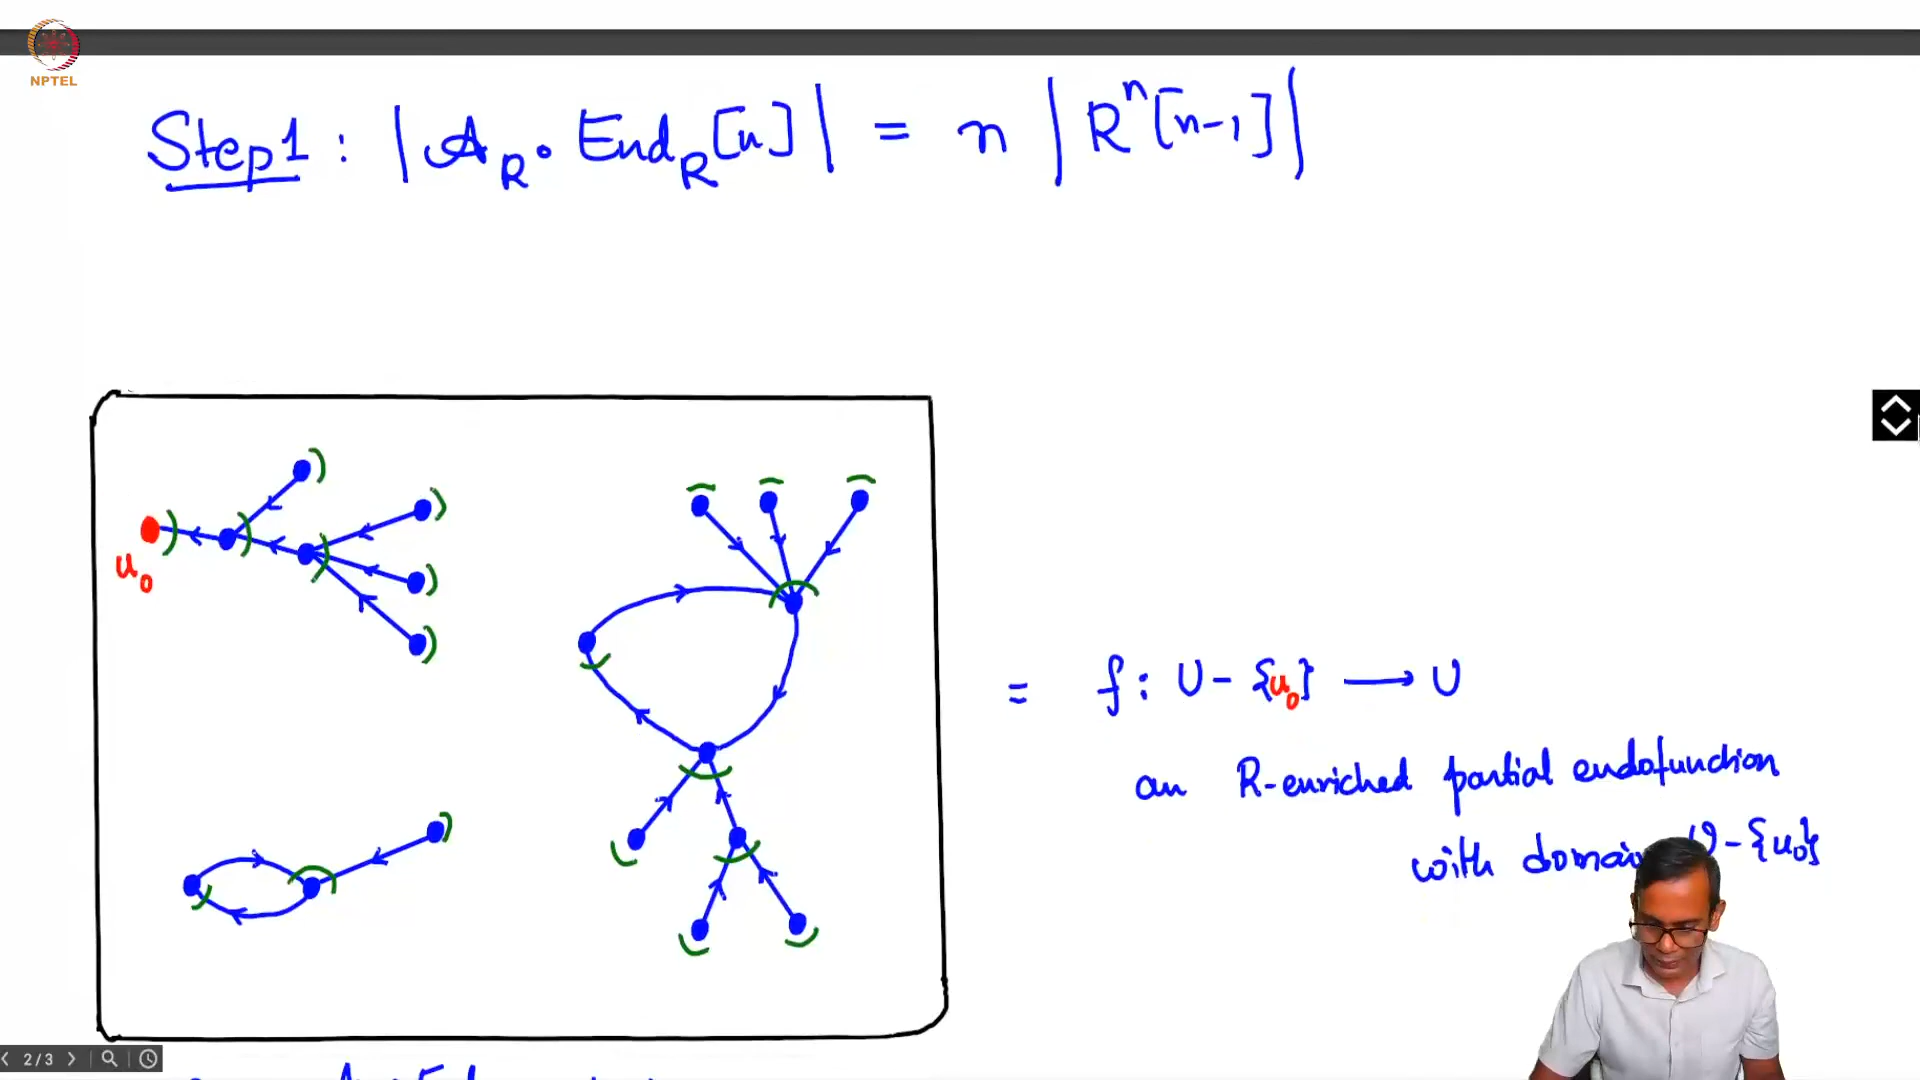 NPTEL
Step 1 : | 𝒜_R · End_R [n] | = n | R^n [n-1] |
u_0
= f : U - {u_0} ⟶ U
an R-enriched partial endofunction
with domain U - {u_0}
2/3